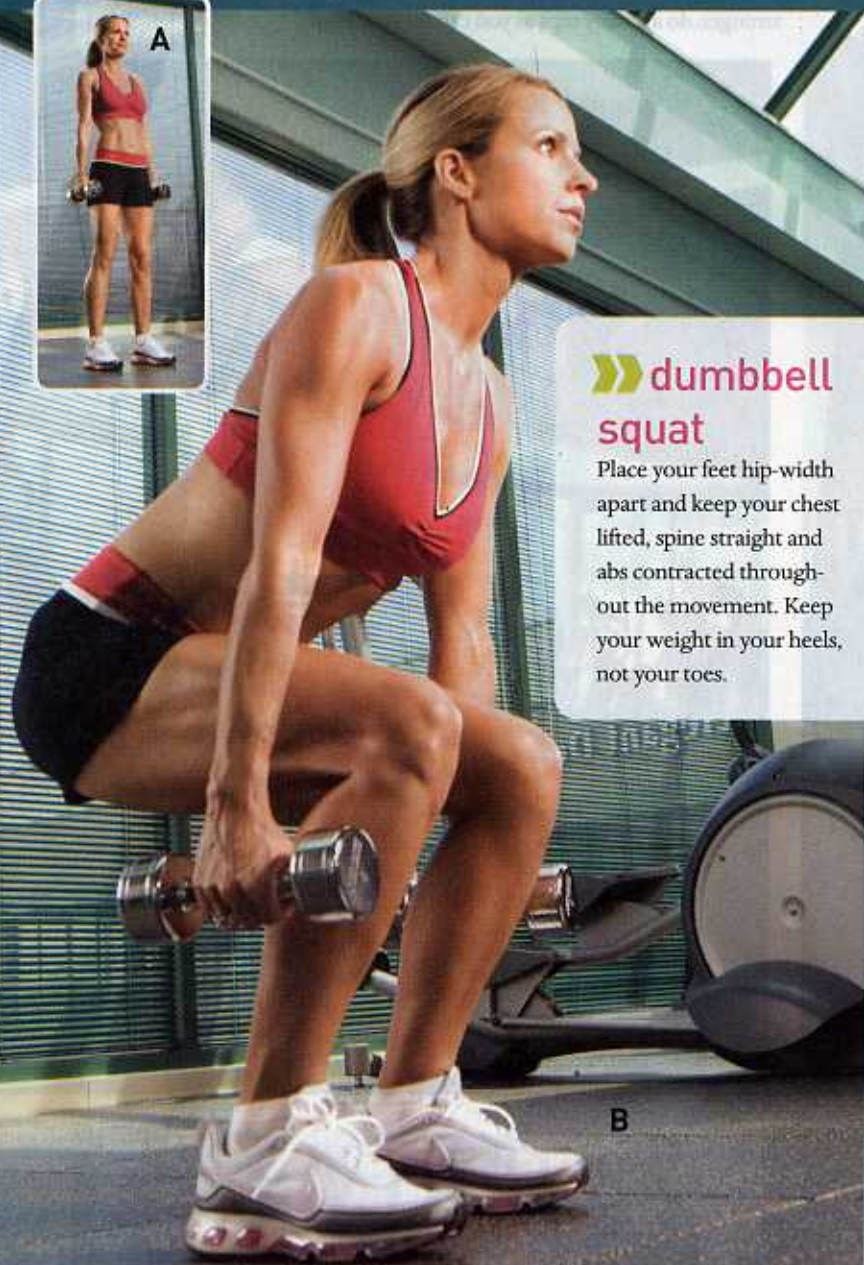 A
dumbbell
squat
Place your feet hip-width
apart and keep your chest
lifted, spine straight and
abs contracted through-
out the movement. Keep
your weight in your heels,
not your toes.
B